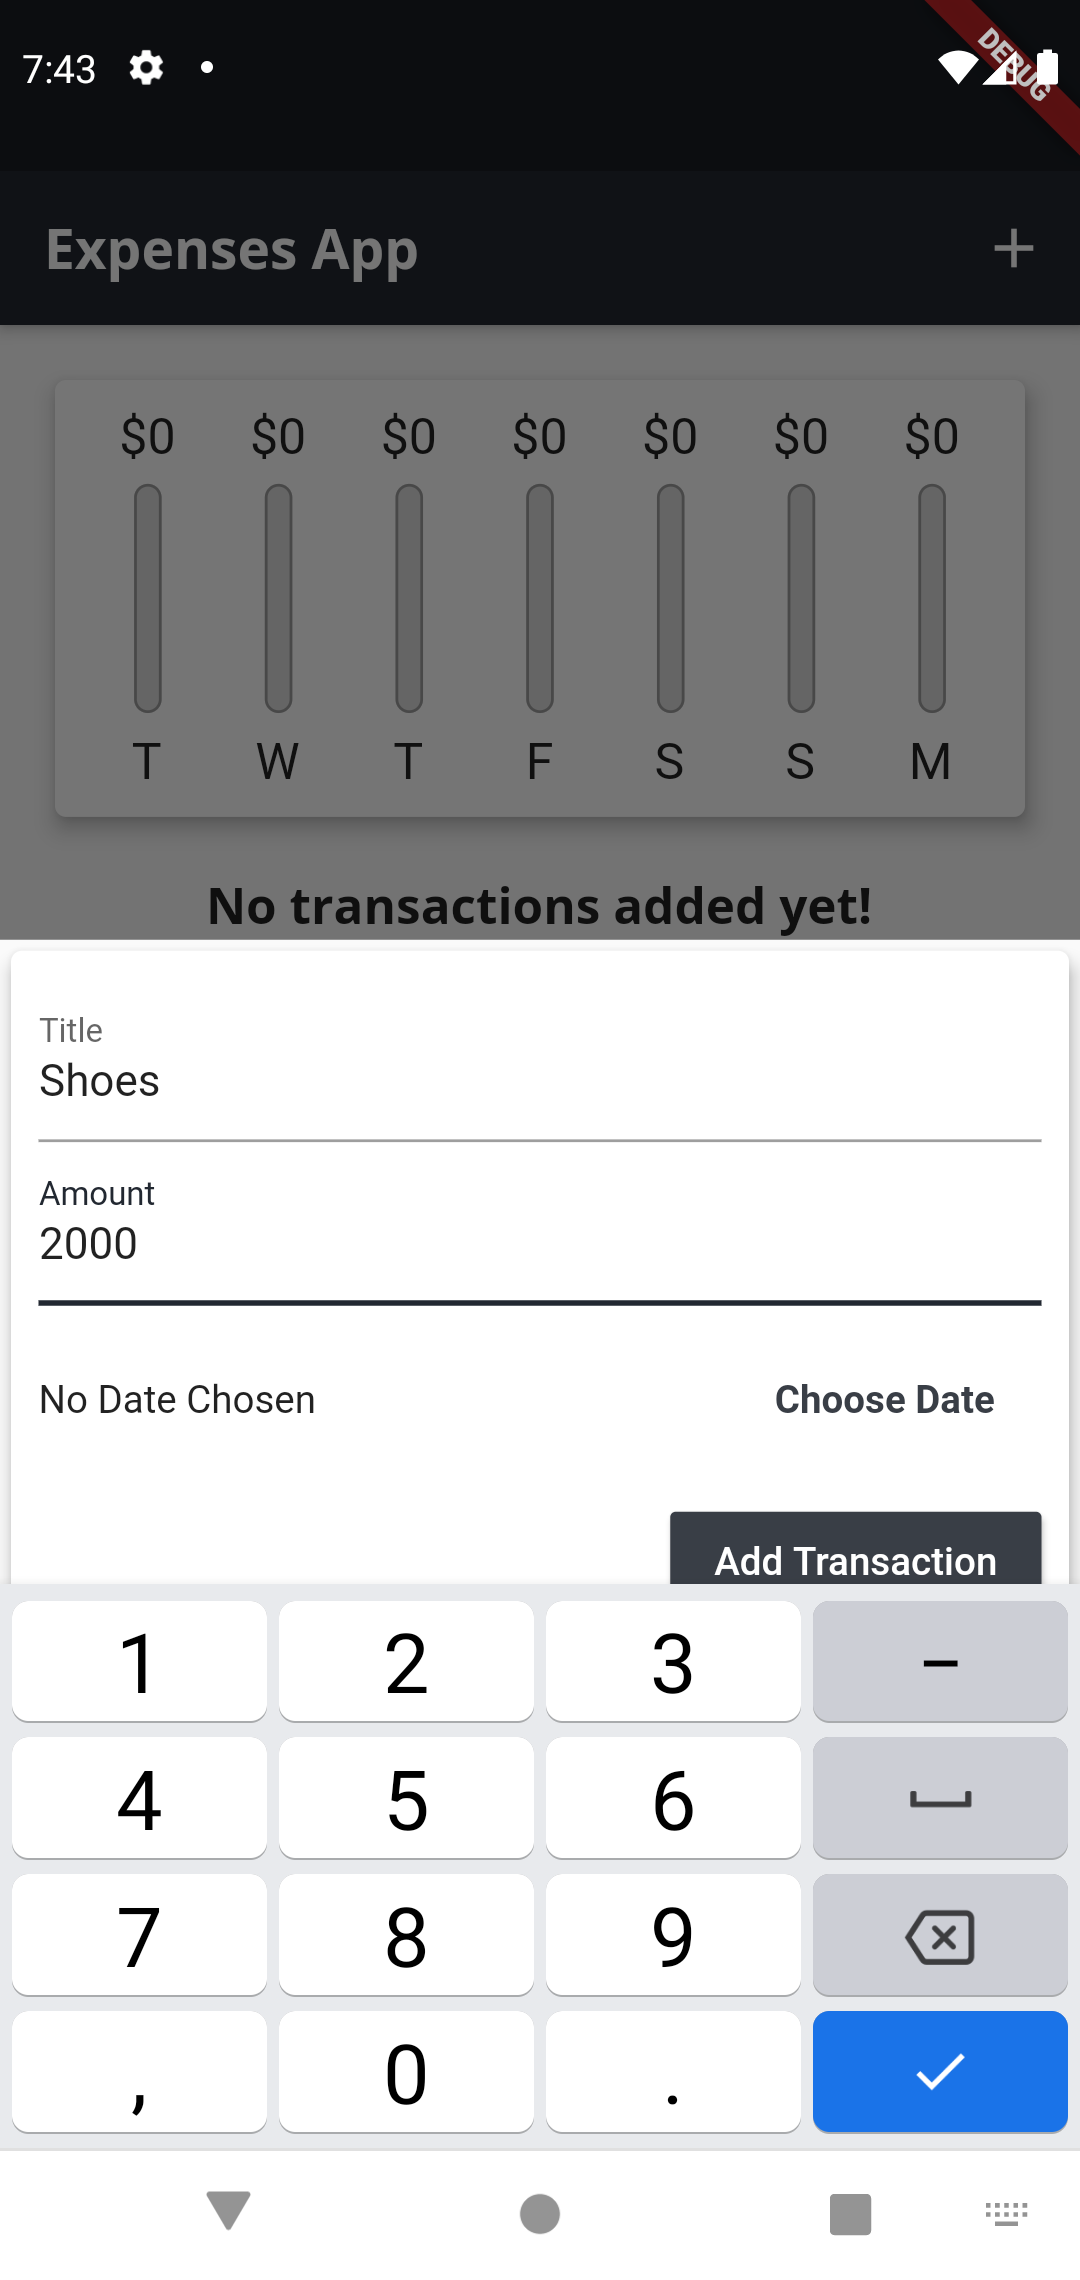 7:43
DEBUG
Expenses App
$0 $0 $0 $0 $0 $0 $0
T W T F S S M
No transactions added yet!
Title
Shoes
Amount
2000
No Date Chosen Choose Date
Add Transaction
1 2 3 –
4 5 6
7 8 9
, 0 .